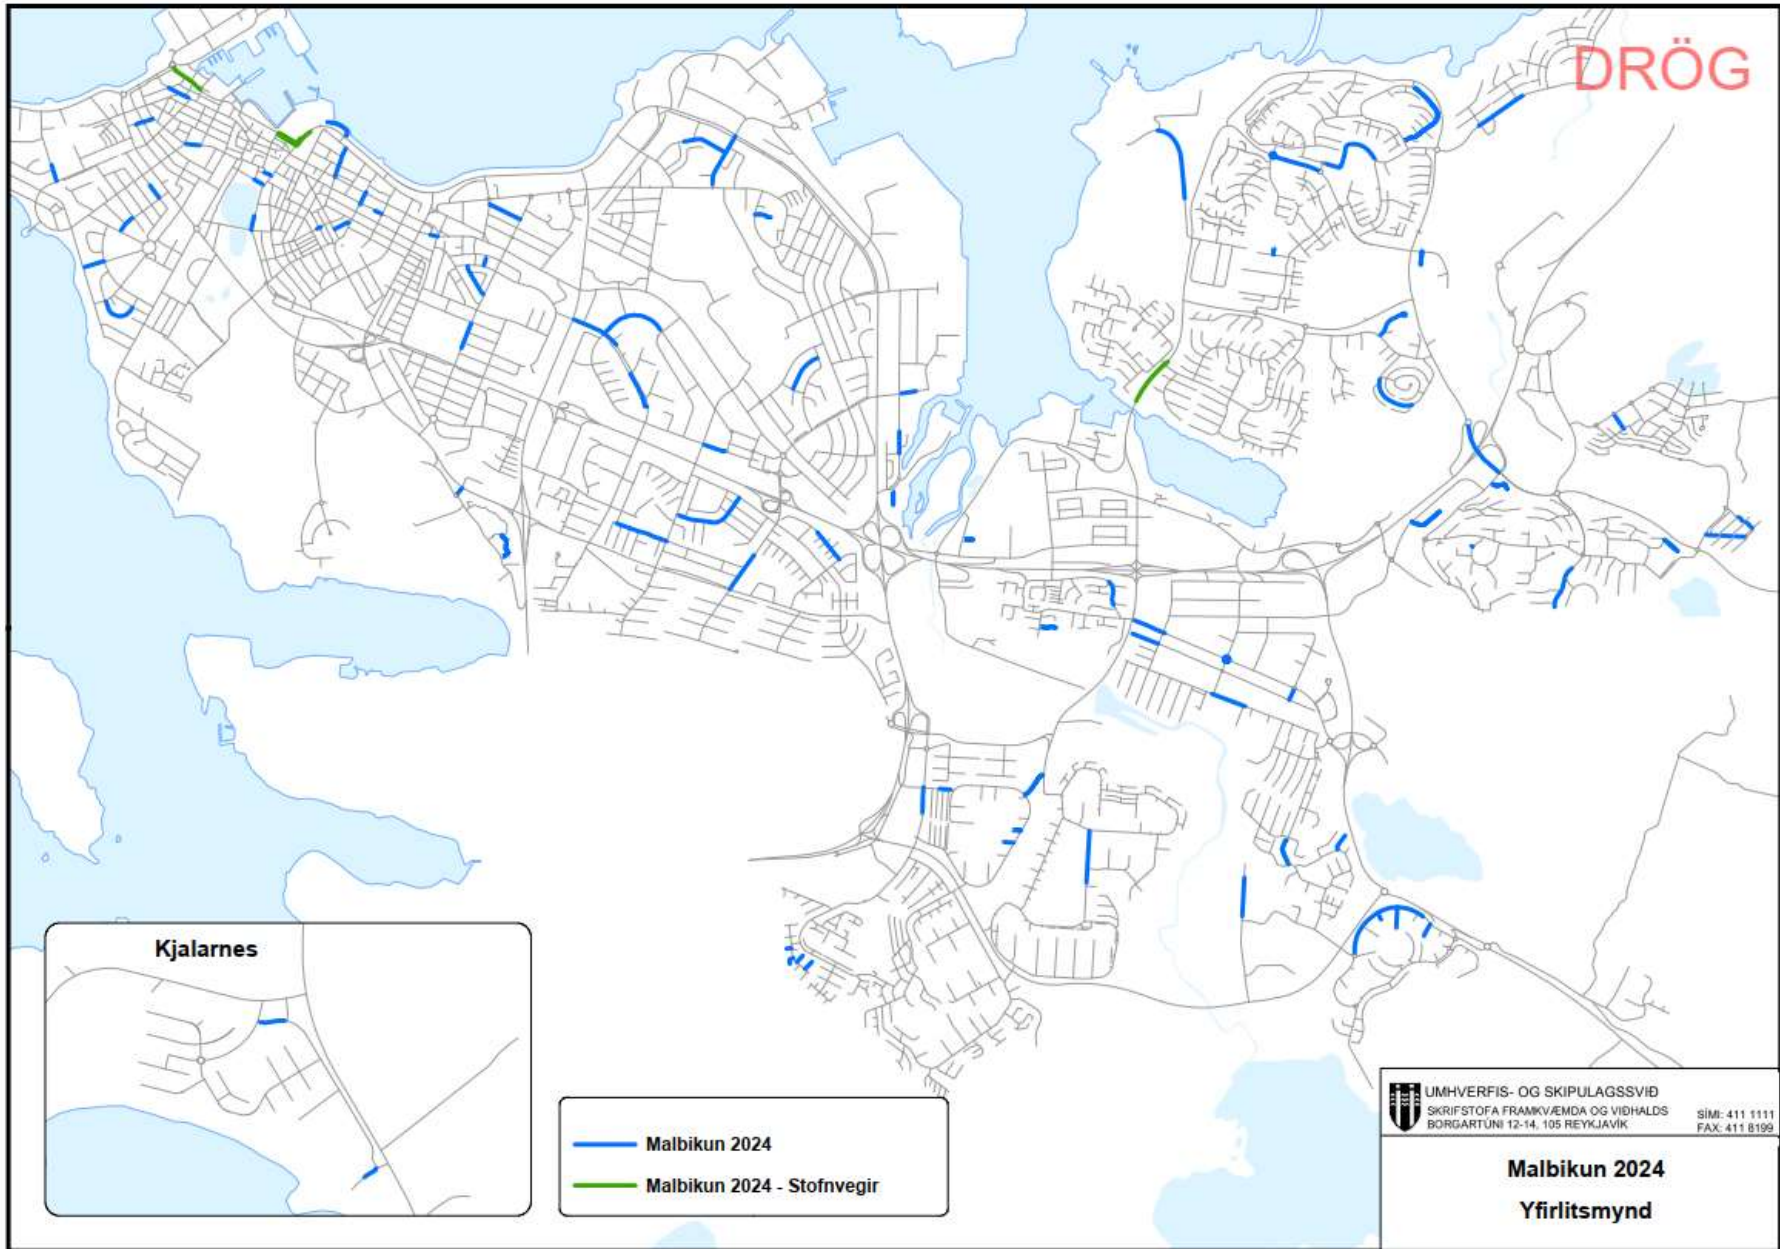 DRÖG
Kjalarnes
Malbikun 2024
Malbikun 2024 - Stofnvegir
UMHVERFIS- OG SKIPULAGSSVIÐ
SKRIFSTOFA FRAMKVÆMDA OG VIÐHALDS
BORGARTÚNI 12-14, 105 REYKJAVÍK
SÍMI: 411 1111
FAX: 411 8199
Malbikun 2024
Yfirlitsmynd